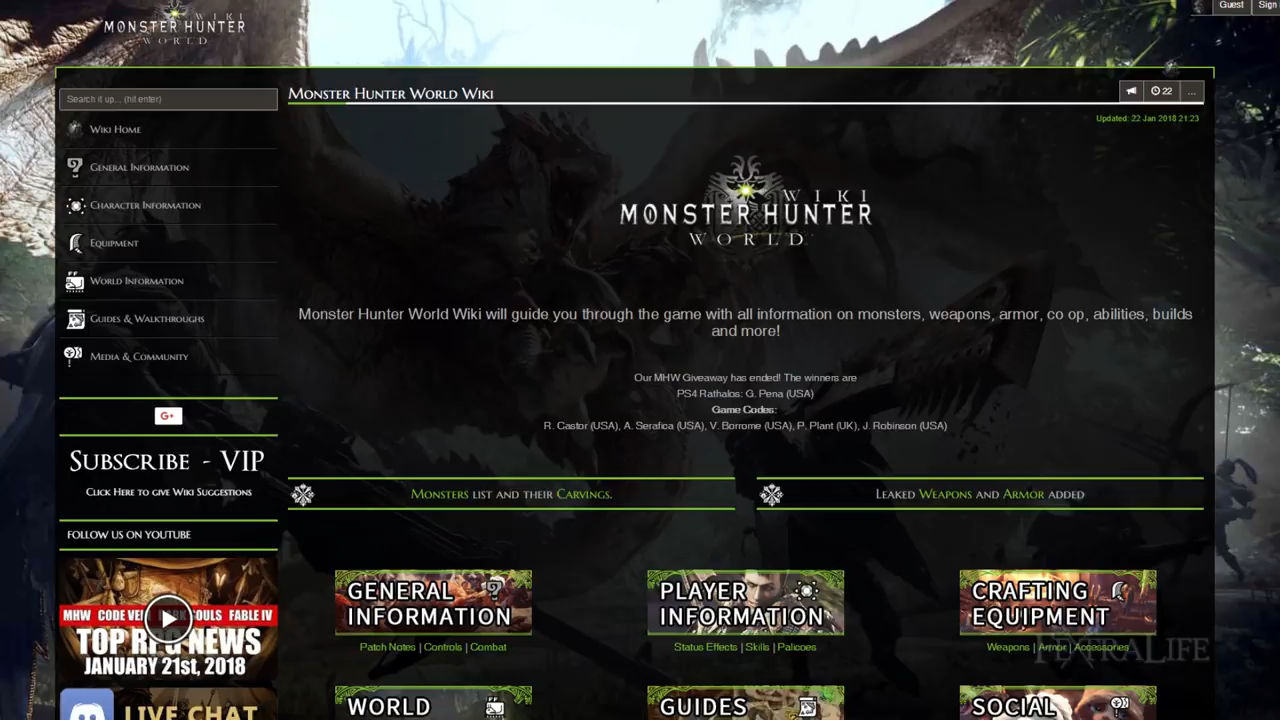 WIKI
MONSTER HUNTER
WORLD
Guest
Sign
Search it up... (hit enter)
MONSTER HUNTER WORLD WIKI
22
...
Updated: 22 Jan 2018 21:23
WIKI HOME
GENERAL INFORMATION
CHARACTER INFORMATION
EQUIPMENT
WORLD INFORMATION
GUIDES & WALKTHROUGHS
MEDIA & COMMUNITY
G+
SUBSCRIBE - VIP
CLICK HERE TO GIVE WIKI SUGGESTIONS
FOLLOW US ON YOUTUBE
MHW CODE VEIN DARK SOULS FABLE IV
TOP RPG NEWS
JANUARY 21st, 2018
LIVE CHAT
WIKI
MONSTER HUNTER
WORLD
Monster Hunter World Wiki will guide you through the game with all information on monsters, weapons, armor, co op, abilities, builds
and more!
Our MHW Giveaway has ended! The winners are
PS4 Rathalos: G. Pena (USA)
Game Codes:
R. Castor (USA), A. Serafica (USA), V. Borrome (USA), P. Plant (UK), J. Robinson (USA)
MONSTERS LIST AND THEIR CARVINGS.
LEAKED WEAPONS AND ARMOR ADDED
GENERAL
INFORMATION
Patch Notes | Controls | Combat
PLAYER
INFORMATION
Status Effects | Skills | Palicoes
CRAFTING
EQUIPMENT
Weapons | Armor | Accessories
FEXTRALIFE
WORLD
GUIDES
SOCIAL